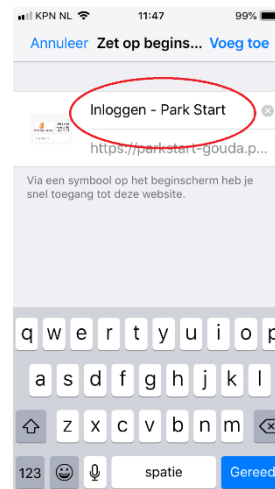 KPN NL 11:47 99%
Annuleer Zet op begins... Voeg toe
Inloggen - Park Start
https://parkstart-gouda.p...
Via een symbool op het beginscherm heb je
snel toegang tot deze website.
q w e r t y u i o p
a s d f g h j k l
z x c v b n m
123 spatie Gereed